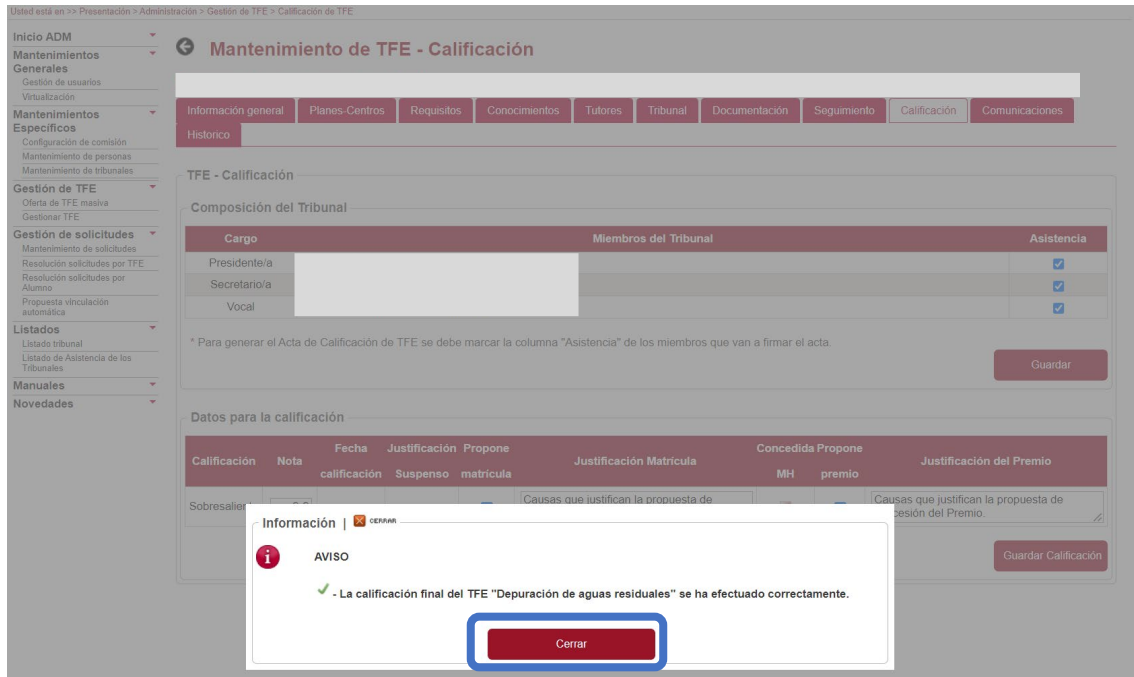 Usted está en >> Presentación > Administración > Gestión de TFE > Calificación de TFE
Inicio ADM
Mantenimientos
Generales
Gestión de usuarios
Virtualización
Mantenimientos
Específicos
Configuración de comisión
Mantenimiento de personas
Mantenimiento de tribunales
Gestión de TFE
Oferta de TFE masiva
Gestionar TFE
Gestión de solicitudes
Mantenimiento de solicitudes
Resolución solicitudes por TFE
Resolución solicitudes por
Alumno
Propuesta vinculación
automática
Listados
Listado tribunal
Listado de Asistencia de los
Tribunales
Manuales
Novedades
Mantenimiento de TFE - Calificación
Información general Planes-Centros Requisitos Conocimientos Tutores Tribunal Documentación Seguimiento Calificación Comunicaciones
Historico
TFE - Calificación
Composición del Tribunal
Cargo Miembros del Tribunal Asistencia
Presidente/a
Secretario/a
Vocal
* Para generar el Acta de Calificación de TFE se debe marcar la columna "Asistencia" de los miembros que van a firmar el acta.
Guardar
Datos para la calificación
Calificación Nota Fecha calificación Justificación Suspenso Propone matrícula Justificación Matrícula Concedida MH Propone premio Justificación del Premio
Causas que justifican la propuesta de
Causas que justifican la propuesta de
del Premio.
Guardar Calificación
Información | CERRAR
AVISO
- La calificación final del TFE "Depuración de aguas residuales" se ha efectuado correctamente.
Cerrar